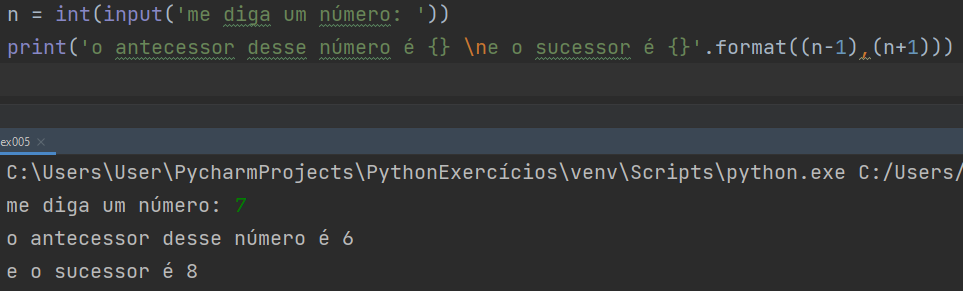 n = int(input('me diga um número: '))
print('o antecessor desse número é {} \ne o sucessor é {}'.format((n-1),(n+1)))
ex005 ×
C:\Users\User\PycharmProjects\PythonExercícios\venv\Scripts\python.exe C:/Users/
me diga um número: 7
o antecessor desse número é 6
e o sucessor é 8